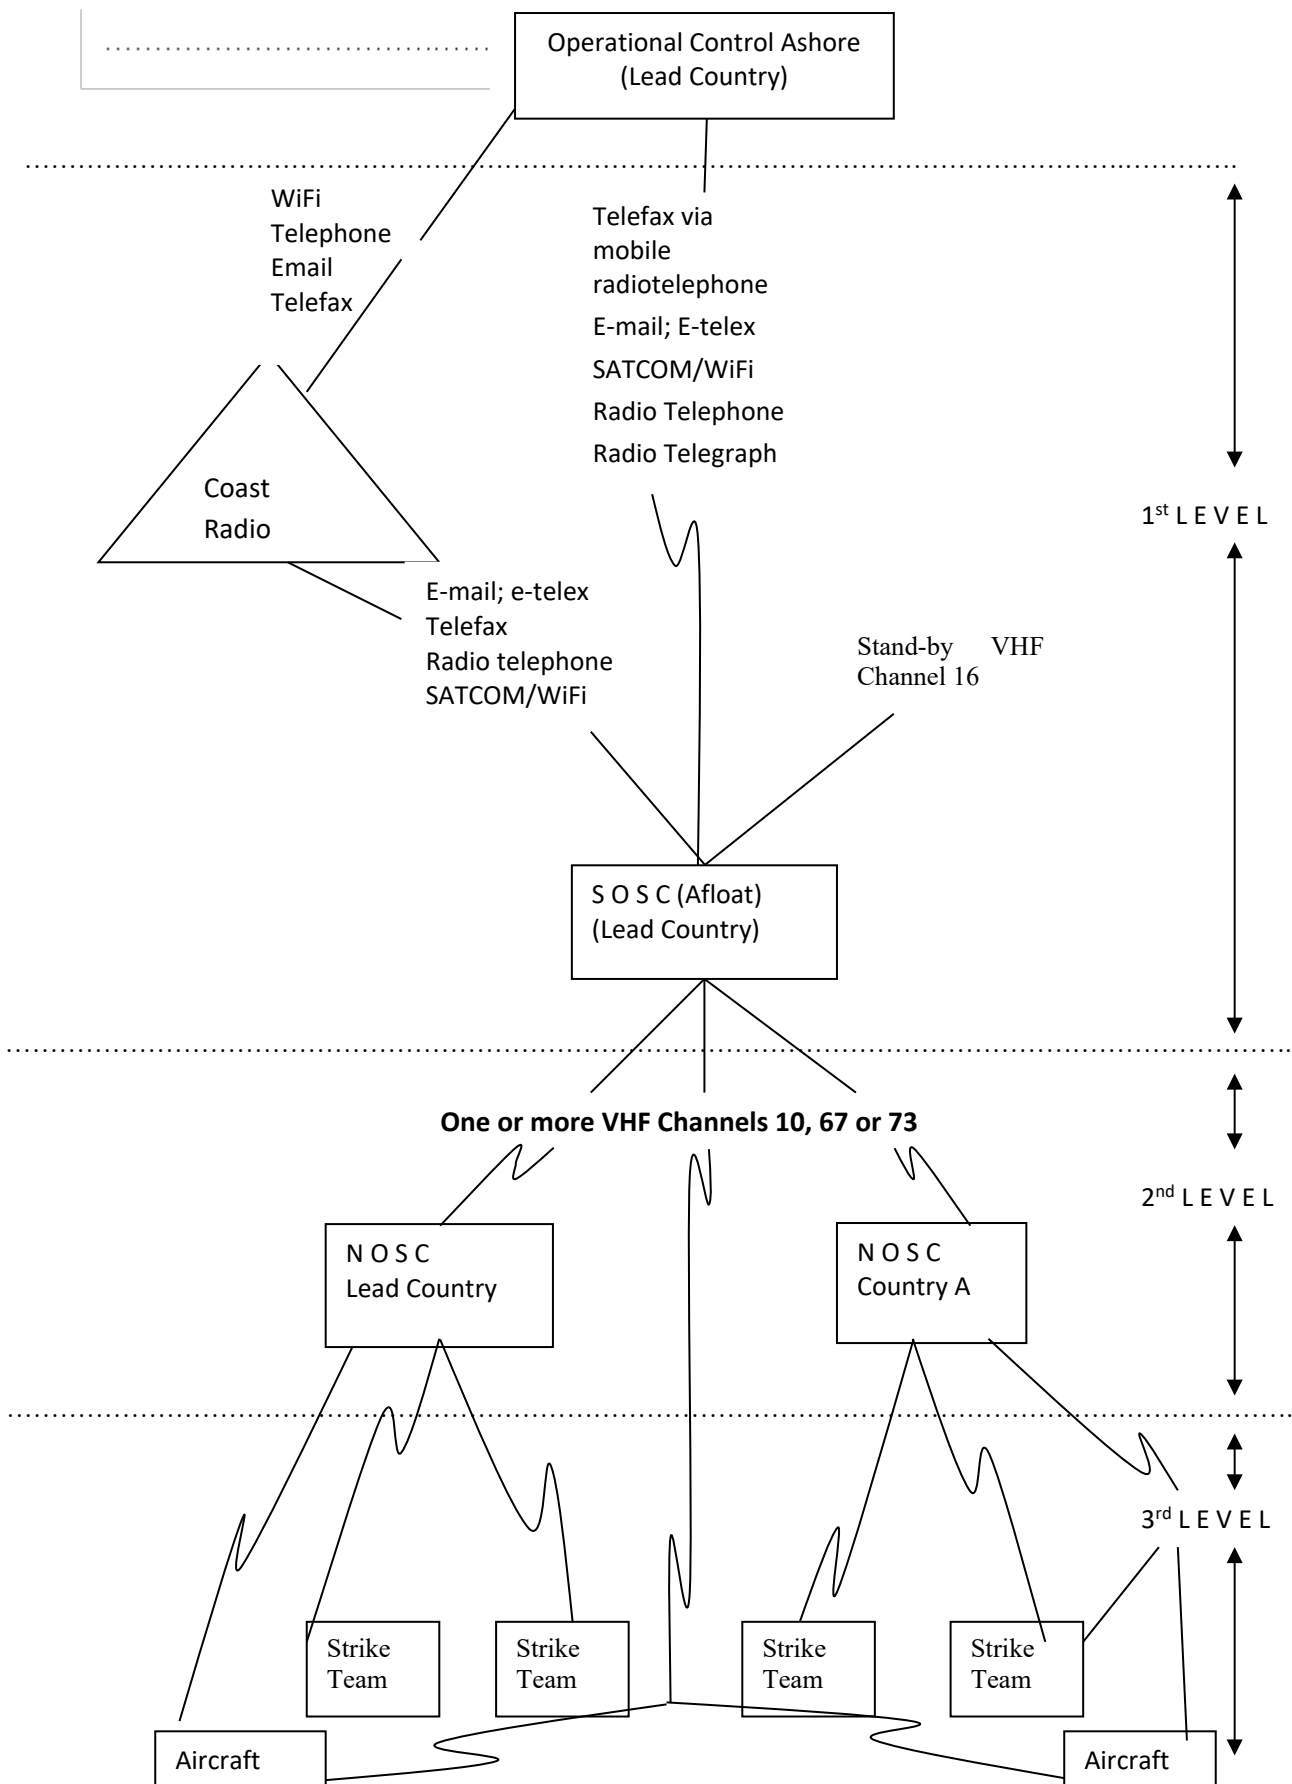 Operational Control Ashore
(Lead Country)
WiFi
Telephone
Email
Telefax
Telefax via
mobile
radiotelephone
E-mail; E-telex
SATCOM/WiFi
Radio Telephone
Radio Telegraph
Coast
Radio
1st L E V E L
E-mail; e-telex
Telefax
Radio telephone
SATCOM/WiFi
Stand-by VHF
Channel 16
S O S C (Afloat)
(Lead Country)
One or more VHF Channels 10, 67 or 73
2nd L E V E L
N O S C
Lead Country
N O S C
Country A
3rd L E V E L
Strike
Team
Strike
Team
Strike
Team
Strike
Team
Aircraft
Aircraft